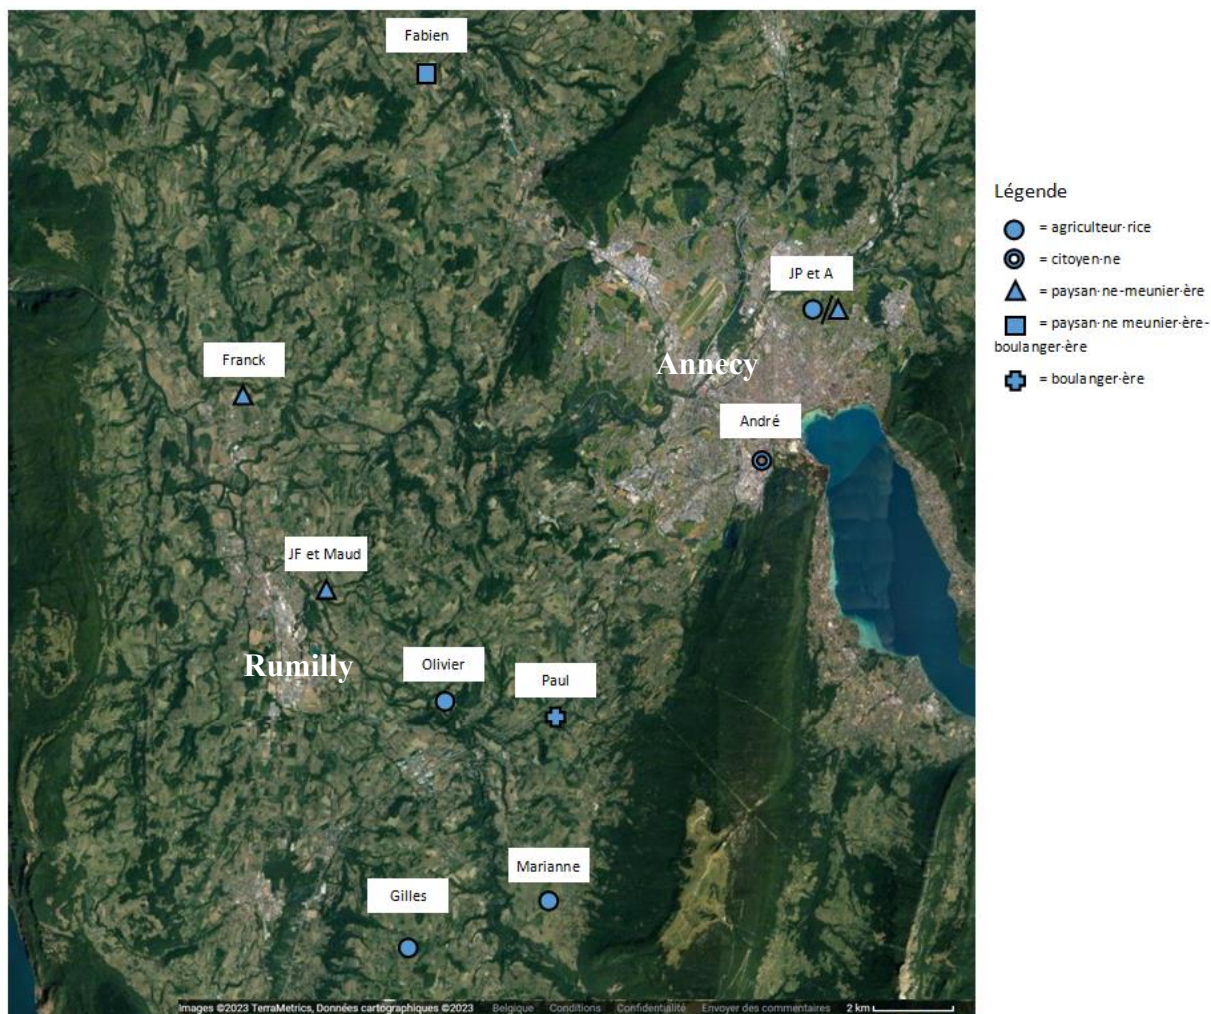 Fabien
Légende
= agriculteur·rice
= citoyen·ne
= paysan·ne-meunier·ère
= paysan·ne meunier·ère-
boulanger·ère
= boulanger·ère
JP et A
Annecy
Franck
André
JF et Maud
Rumilly
Olivier
Paul
Marianne
Gilles
Images ©2023 TerraMetrics, Données cartographiques ©2023 Belgique Conditions Confidentialité Envoyer des commentaires 2 km